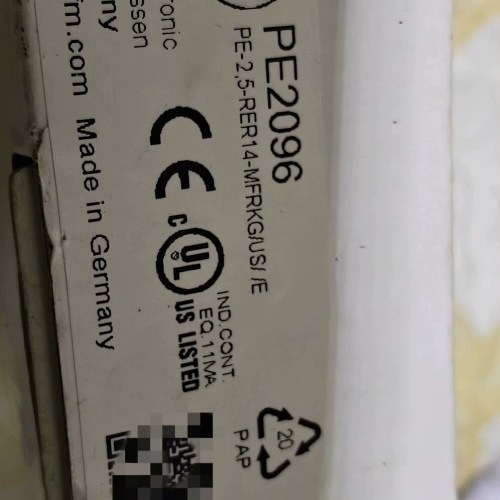 PE2096
PE-2,5-RER14-MFRKG/US/ /E
CE
c UL US LISTED
IND.CONT.
EQ.11MA
20
PAP
tronic
ssen
ny
fm.com Made in Germany